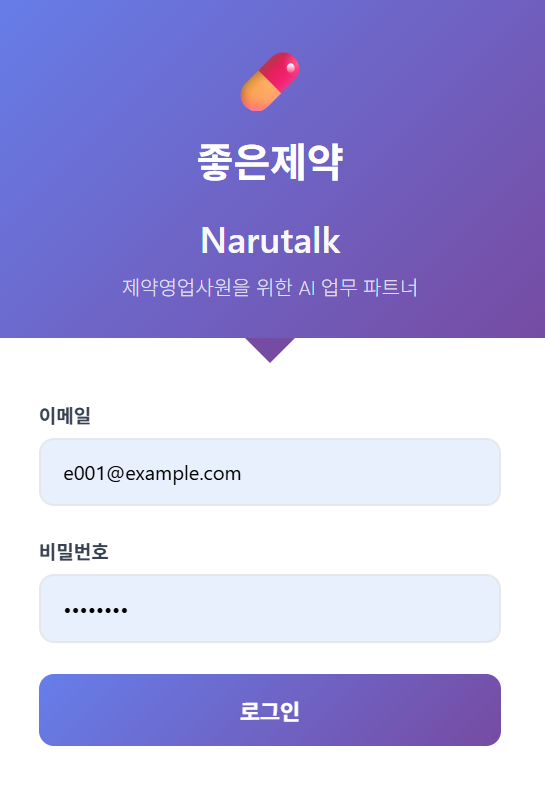 좋은제약
Narutalk
제약영업사원을 위한 AI 업무 파트너
이메일
e001@example.com
비밀번호
••••••••
로그인